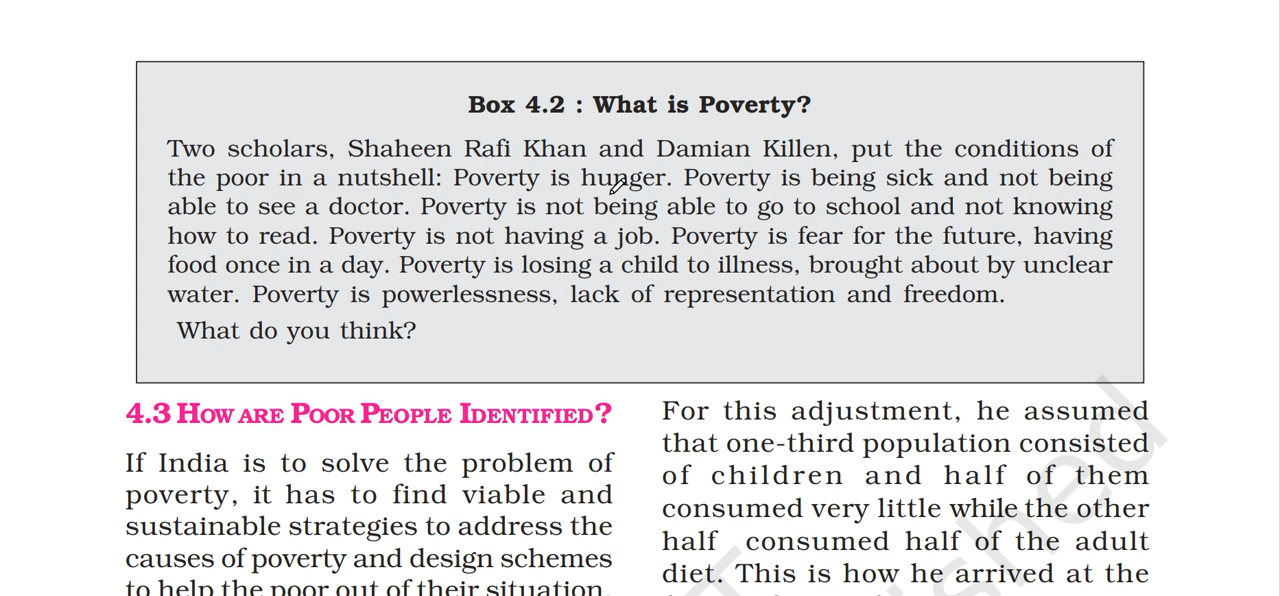 Box 4.2 : What is Poverty?
Two scholars, Shaheen Rafi Khan and Damian Killen, put the conditions of
the poor in a nutshell: Poverty is hunger. Poverty is being sick and not being
able to see a doctor. Poverty is not being able to go to school and not knowing
how to read. Poverty is not having a job. Poverty is fear for the future, having
food once in a day. Poverty is losing a child to illness, brought about by unclear
water. Poverty is powerlessness, lack of representation and freedom.
What do you think?
4.3 How are Poor People Identified?
If India is to solve the problem of
poverty, it has to find viable and
sustainable strategies to address the
causes of poverty and design schemes
to help the poor out of their situation.
For this adjustment, he assumed
that one-third population consisted
of children and half of them
consumed very little while the other
half consumed half of the adult
diet. This is how he arrived at the